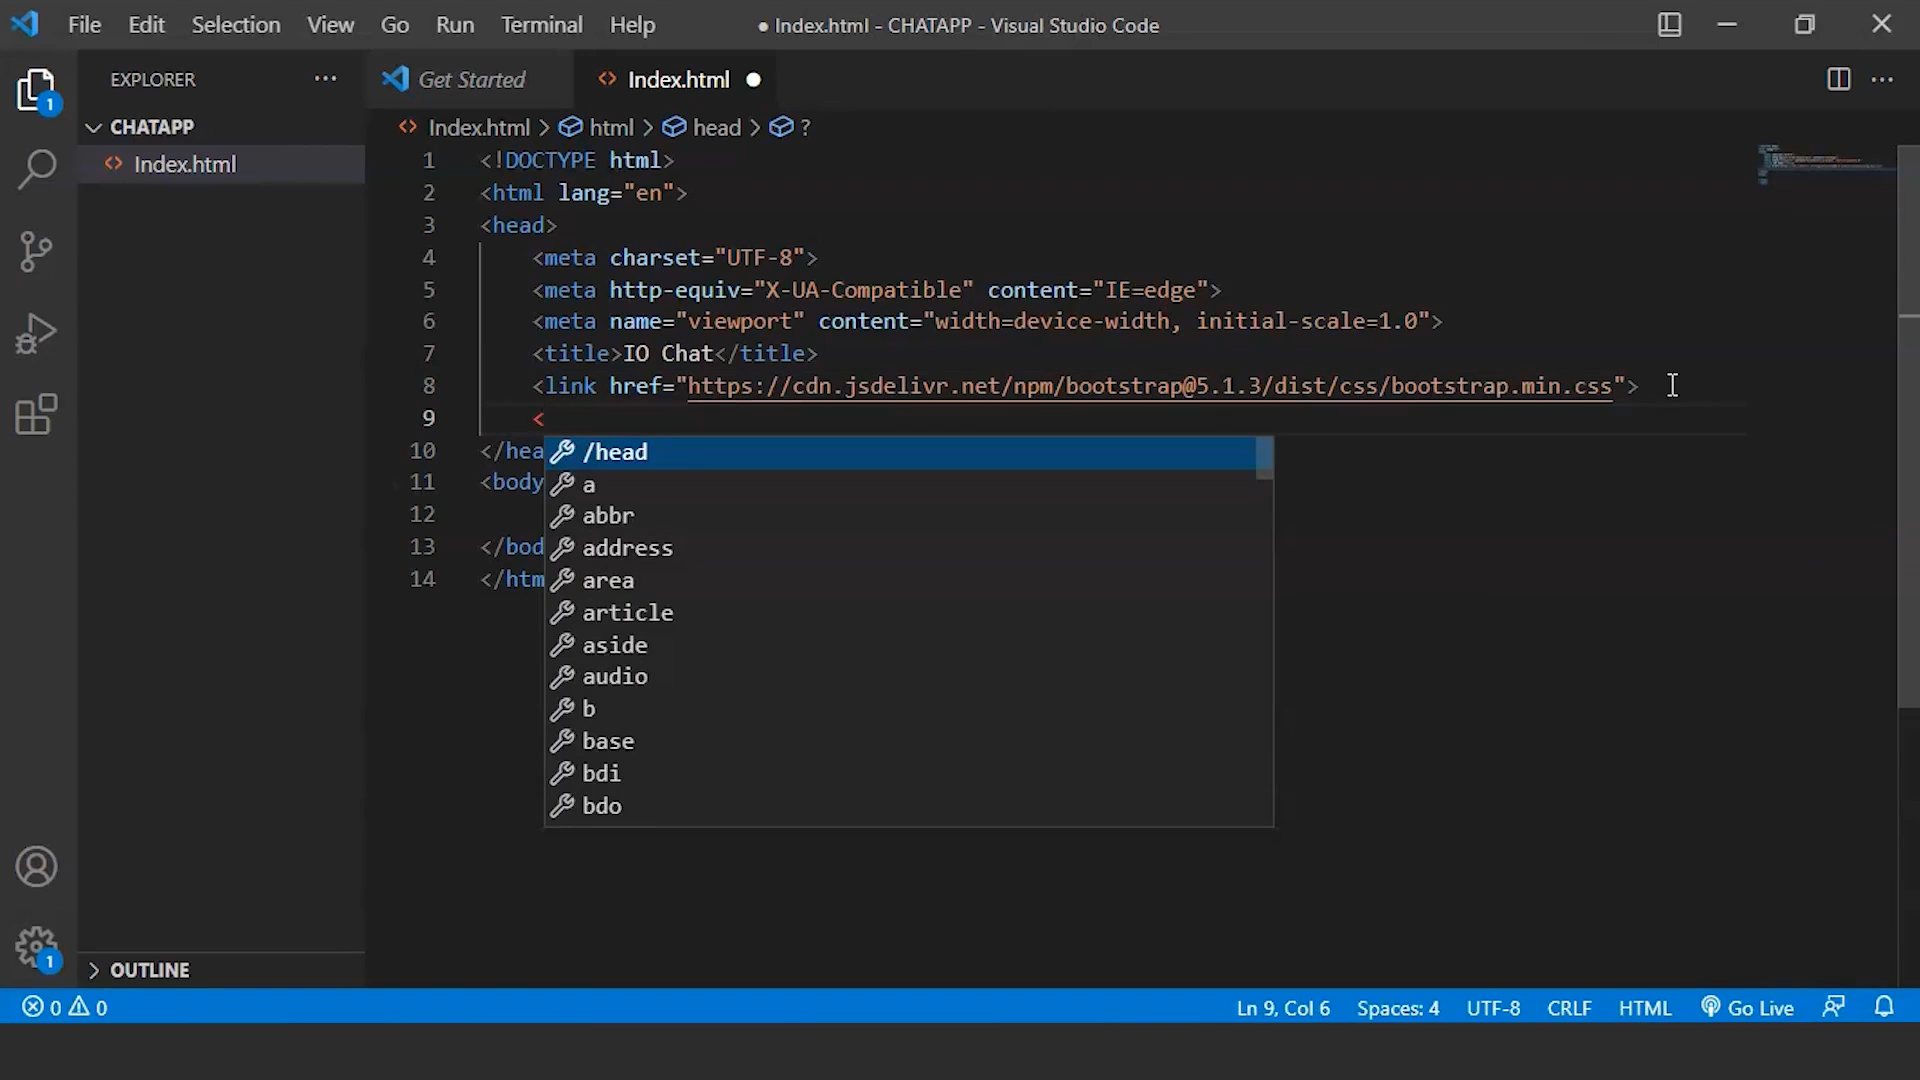 File Edit Selection View Go Run Terminal Help ● Index.html - CHATAPP - Visual Studio Code
EXPLORER ···
Get Started
Index.html ●
CHATAPP
Index.html
Index.html > html > head > ?
1 <!DOCTYPE html>
2 <html lang="en">
3 <head>
4 <meta charset="UTF-8">
5 <meta http-equiv="X-UA-Compatible" content="IE=edge">
6 <meta name="viewport" content="width=device-width, initial-scale=1.0">
7 <title>IO Chat</title>
8 <link href="https://cdn.jsdelivr.net/npm/bootstrap@5.1.3/dist/css/bootstrap.min.css">
9 <
10 </hea
11 <body
12
13 </bod
14 </htm
/head
a
abbr
address
area
article
aside
audio
b
base
bdi
bdo
1
1
OUTLINE
0 0 Ln 9, Col 6 Spaces: 4 UTF-8 CRLF HTML Go Live